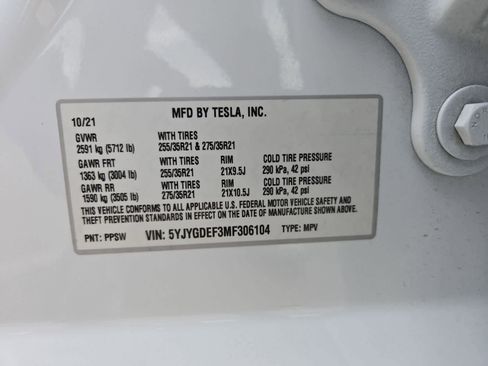 10/21 MFD BY TESLA, INC.
GVWR WITH TIRES
2591 kg (5712 lb) 255/35R21 & 275/35R21
GAWR FRT WITH TIRES RIM COLD TIRE PRESSURE
1363 kg (3004 lb) 255/35R21 21X9.5J 290 kPa, 42 psi
GAWR RR WITH TIRES RIM COLD TIRE PRESSURE
1590 kg (3505 lb) 275/35R21 21X10.5J 290 kPa, 42 psi
THIS VEHICLE CONFORMS TO ALL APPLICABLE U.S. FEDERAL MOTOR VEHICLE SAFETY AND
THEFT PREVENTION STANDARDS IN EFFECT ON THE DATE OF MANUFACTURE SHOWN ABOVE.
PNT: PPSW VIN: 5YJYGDEF3MF306104 TYPE: MPV